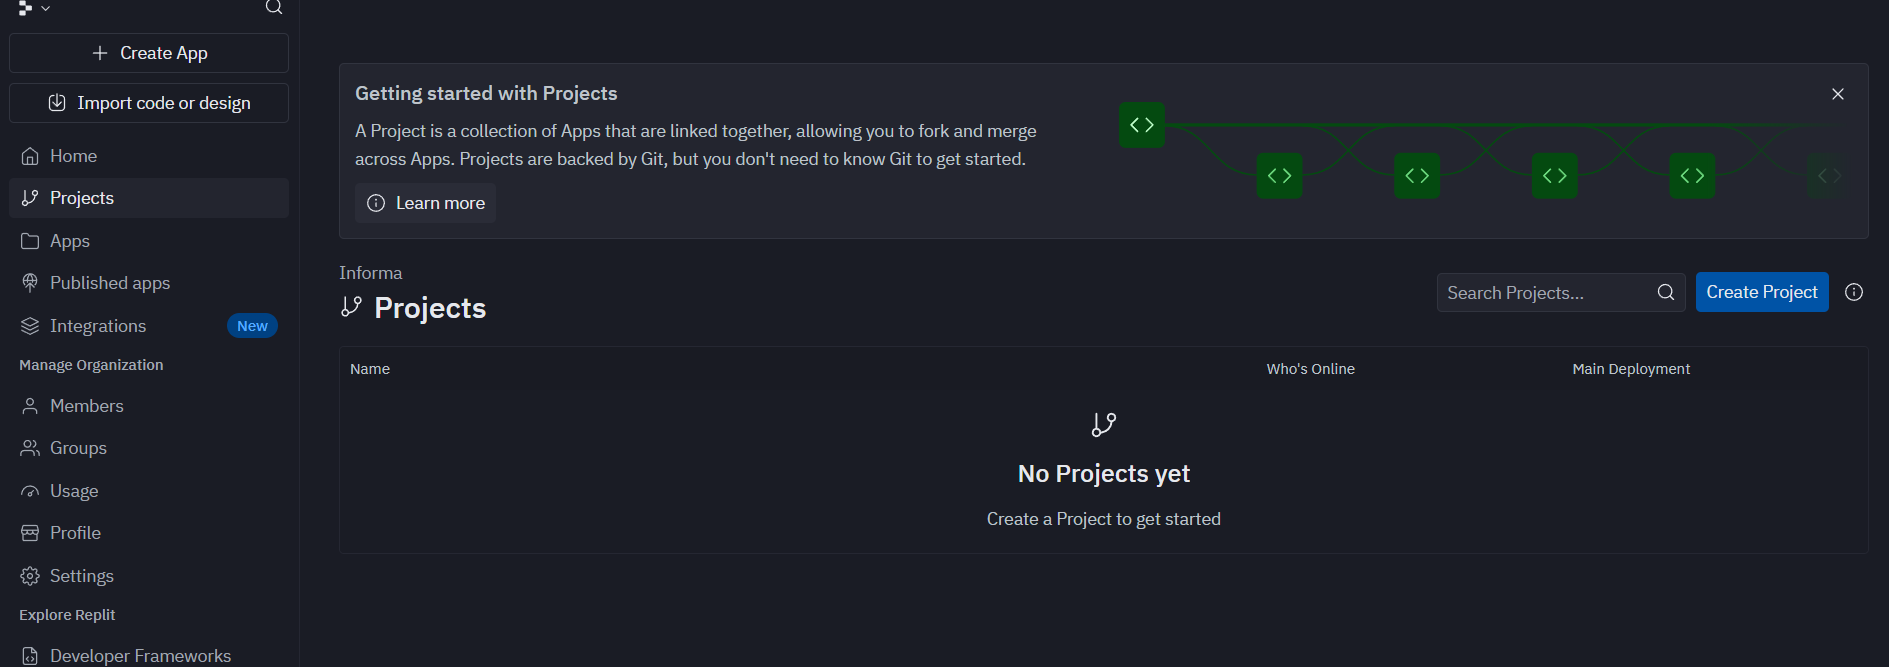 Create App
Import code or design
Home
Projects
Apps
Published apps
Integrations New
Manage Organization
Members
Groups
Usage
Profile
Settings
Explore Replit
Developer Frameworks
Getting started with Projects
A Project is a collection of Apps that are linked together, allowing you to fork and merge
across Apps. Projects are backed by Git, but you don't need to know Git to get started.
Learn more
Informa
Projects
Search Projects...
Create Project
Name Who's Online Main Deployment
No Projects yet
Create a Project to get started